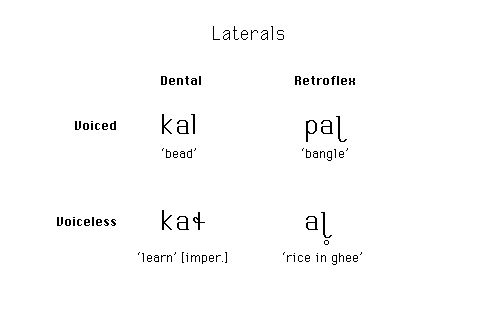 Laterals
Dental Retroflex
Voiced kal paɭ
‘bead’ ‘bangle’
Voiceless kaɬ aɭ̥
‘learn’ [imper.] ‘rice in ghee’